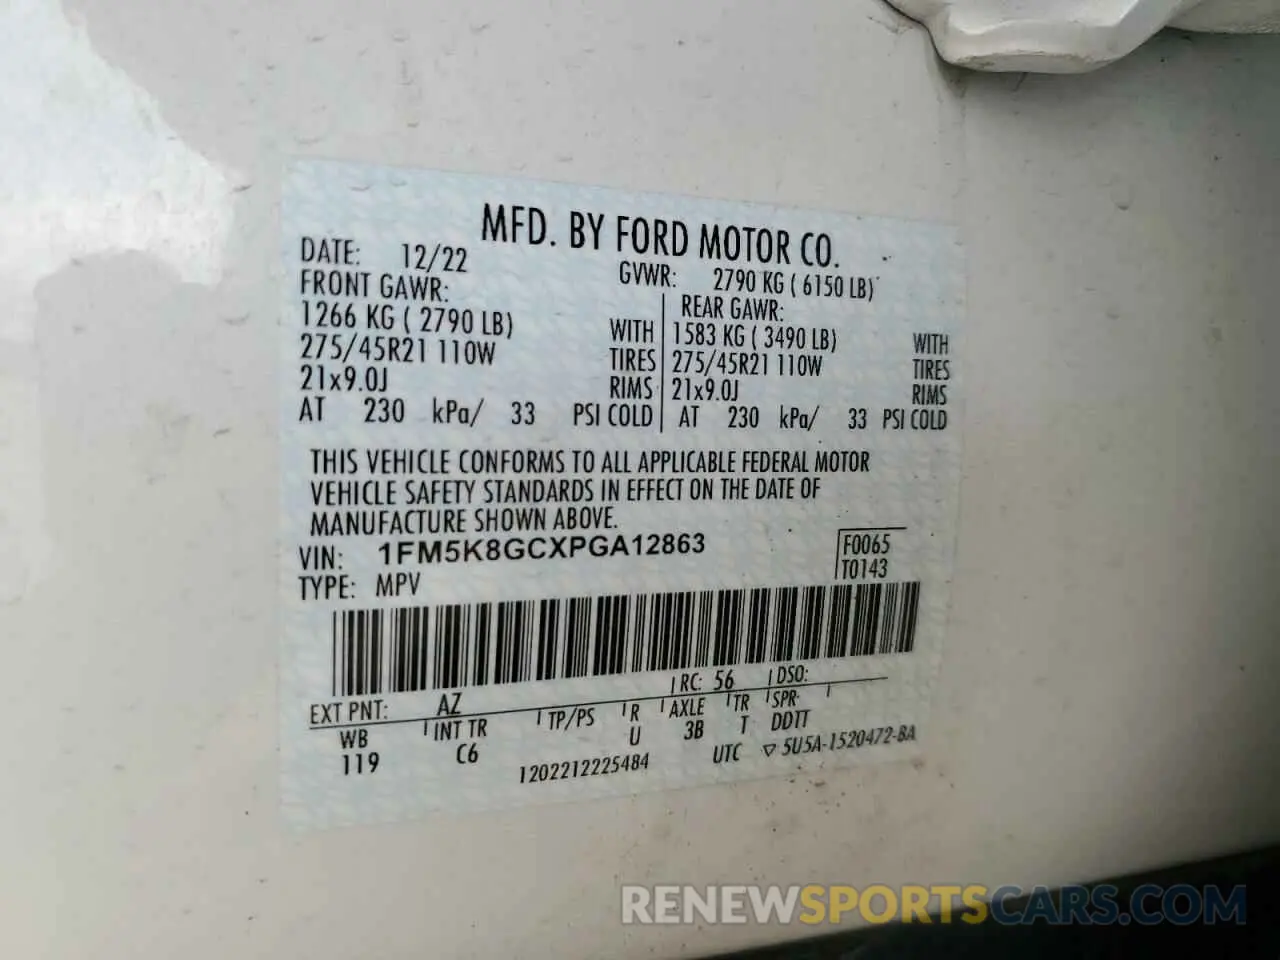 MFD. BY FORD MOTOR CO.
DATE: 12/22 GVWR: 2790 KG ( 6150 LB)
FRONT GAWR: REAR GAWR:
1266 KG ( 2790 LB) WITH 1583 KG ( 3490 LB) WITH
275/45R21 110W TIRES 275/45R21 110W TIRES
21x9.0J RIMS 21x9.0J RIMS
AT 230 kPa/ 33 PSI COLD AT 230 kPa/ 33 PSI COLD
THIS VEHICLE CONFORMS TO ALL APPLICABLE FEDERAL MOTOR
VEHICLE SAFETY STANDARDS IN EFFECT ON THE DATE OF
MANUFACTURE SHOWN ABOVE.
VIN: 1FM5K8GCXPGA12863 F0065
TYPE: MPV T0143
EXT PNT: AZ RC: 56 DSO:
WB INT TR TP/PS R AXLE TR SPR
119 C6 U 3B T DDTT
1202212225484 UTC ▽ 5U5A-1520472-BA
RENEWSPORTSCARS.COM